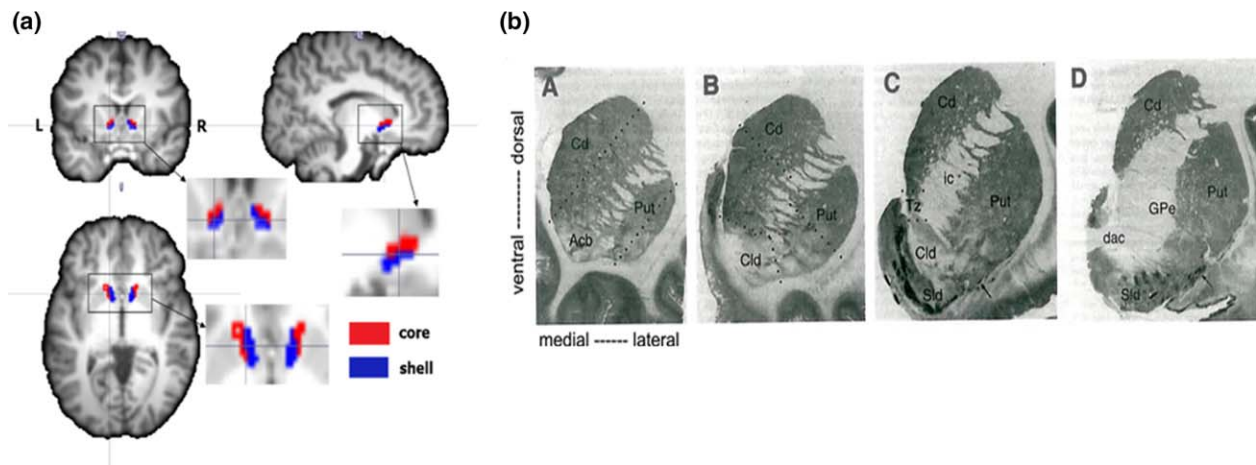 (a)
L
R
core
shell
(b)
ventral --------- dorsal
A
Cd
Put
Acb
B
Cd
Put
Cld
C
Cd
ic
Tz
Put
Cld
Sld
D
Cd
Put
GPe
dac
Sld
medial ------ lateral